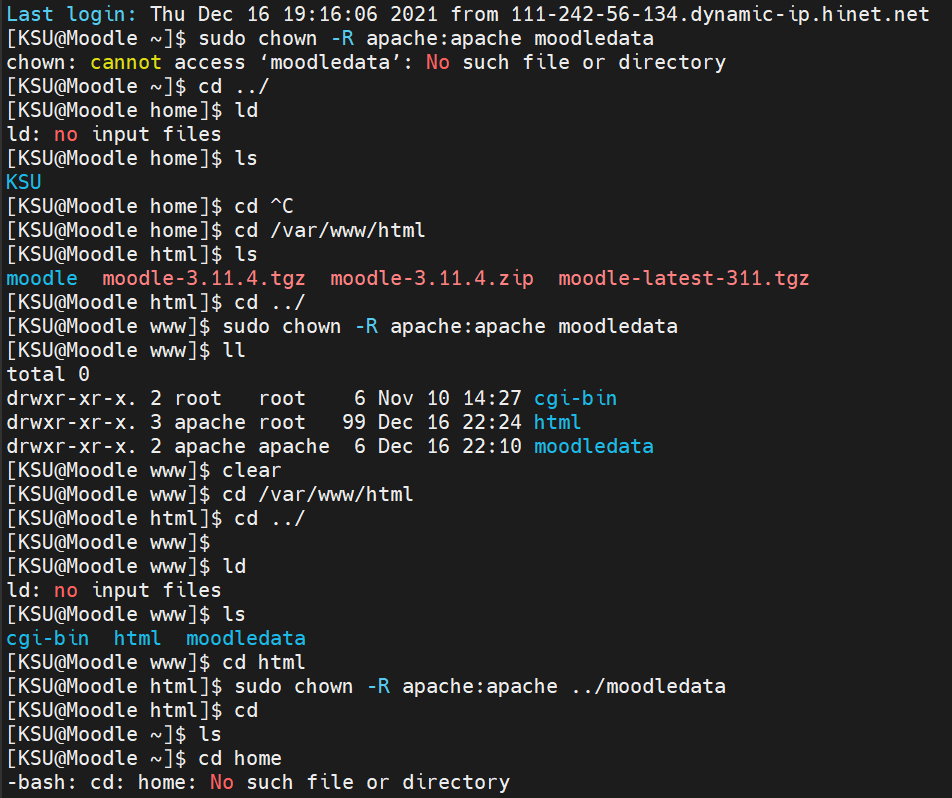 Last login: Thu Dec 16 19:16:06 2021 from 111-242-56-134.dynamic-ip.hinet.net
[KSU@Moodle ~]$ sudo chown -R apache:apache moodledata
chown: cannot access ‘moodledata’: No such file or directory
[KSU@Moodle ~]$ cd ../
[KSU@Moodle home]$ ld
ld: no input files
[KSU@Moodle home]$ ls
KSU
[KSU@Moodle home]$ cd ^C
[KSU@Moodle home]$ cd /var/www/html
[KSU@Moodle html]$ ls
moodle  moodle-3.11.4.tgz  moodle-3.11.4.zip  moodle-latest-311.tgz
[KSU@Moodle html]$ cd ../
[KSU@Moodle www]$ sudo chown -R apache:apache moodledata
[KSU@Moodle www]$ ll
total 0
drwxr-xr-x. 2 root   root    6 Nov 10 14:27 cgi-bin
drwxr-xr-x. 3 apache root   99 Dec 16 22:24 html
drwxr-xr-x. 2 apache apache  6 Dec 16 22:10 moodledata
[KSU@Moodle www]$ clear
[KSU@Moodle www]$ cd /var/www/html
[KSU@Moodle html]$ cd ../
[KSU@Moodle www]$
[KSU@Moodle www]$ ld
ld: no input files
[KSU@Moodle www]$ ls
cgi-bin  html  moodledata
[KSU@Moodle www]$ cd html
[KSU@Moodle html]$ sudo chown -R apache:apache ../moodledata
[KSU@Moodle html]$ cd
[KSU@Moodle ~]$ ls
[KSU@Moodle ~]$ cd home
-bash: cd: home: No such file or directory